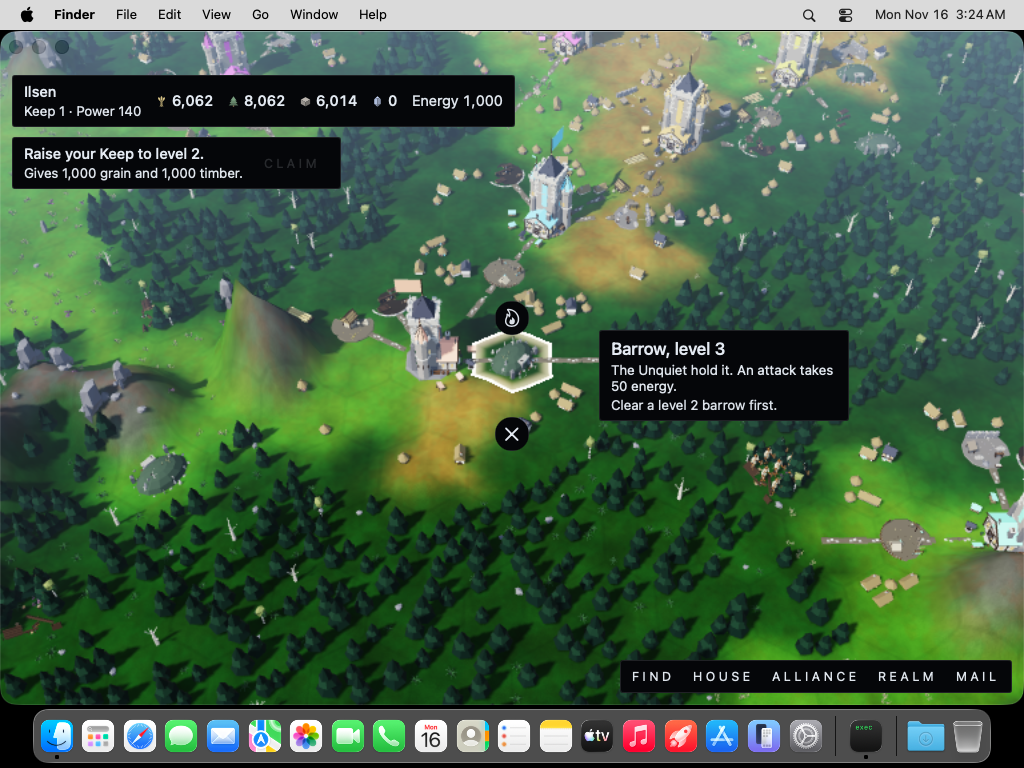 Finder File Edit View Go Window Help Mon Nov 16 3:24 AM
Ilsen
Keep 1 · Power 140
6,062 8,062 6,014 0 Energy 1,000
Raise your Keep to level 2.
Gives 1,000 grain and 1,000 timber.
CLAIM
Barrow, level 3
The Unquiet hold it. An attack takes
50 energy.
Clear a level 2 barrow first.
FIND HOUSE ALLIANCE REALM MAIL
Mon
16
tv
exec